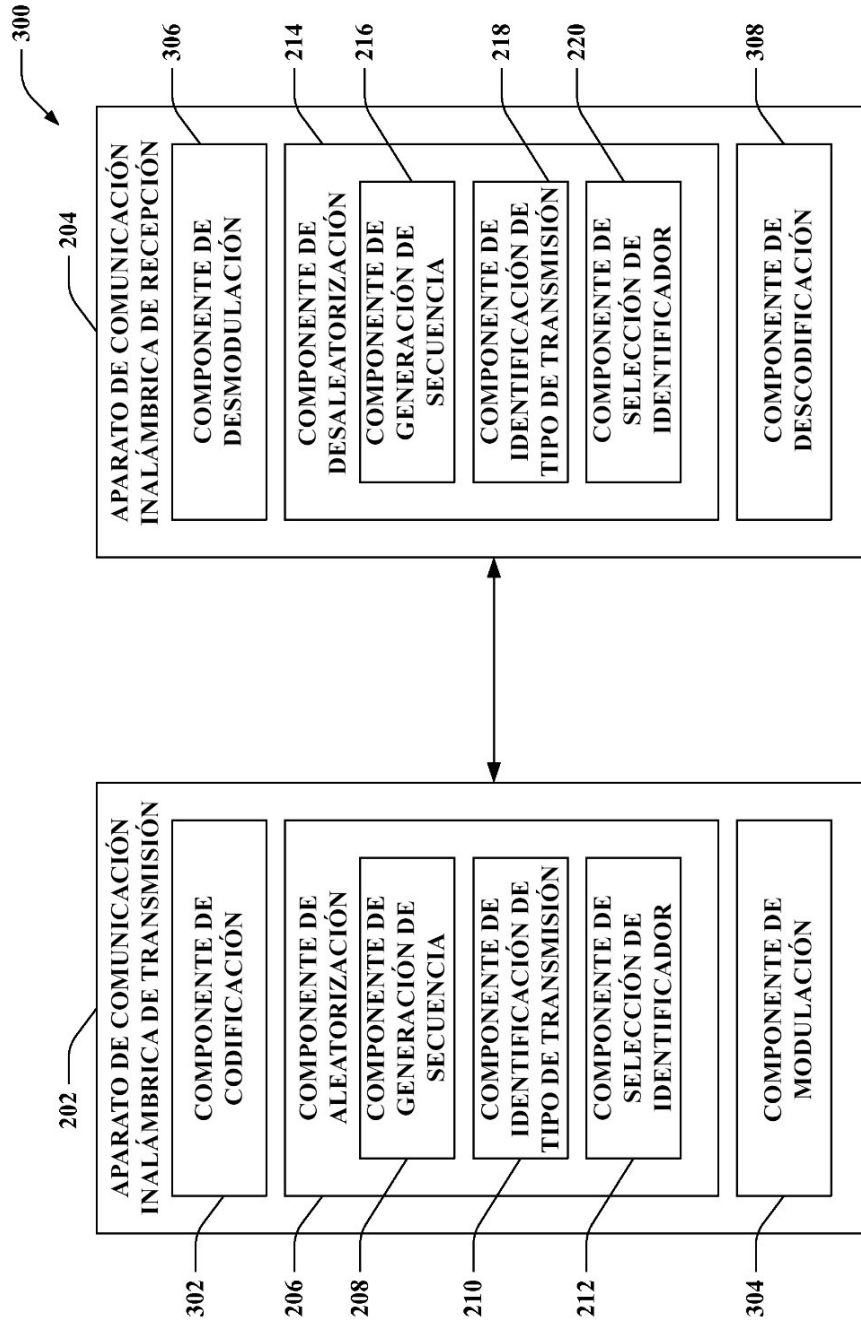 300
202
APARATO DE COMUNICACIÓN
INALÁMBRICA DE TRANSMISIÓN
302
COMPONENTE DE
CODIFICACIÓN
206
COMPONENTE DE
ALEATORIZACIÓN
208
COMPONENTE DE
GENERACIÓN DE
SECUENCIA
210
COMPONENTE DE
IDENTIFICACIÓN DE
TIPO DE TRANSMISIÓN
212
COMPONENTE DE
SELECCIÓN DE
IDENTIFICADOR
304
COMPONENTE DE
MODULACIÓN
204
APARATO DE COMUNICACIÓN
INALÁMBRICA DE RECEPCIÓN
306
COMPONENTE DE
DESMODULACIÓN
214
COMPONENTE DE
DESALEATORIZACIÓN
216
COMPONENTE DE
GENERACIÓN DE
SECUENCIA
218
COMPONENTE DE
IDENTIFICACIÓN DE
TIPO DE TRANSMISIÓN
220
COMPONENTE DE
SELECCIÓN DE
IDENTIFICADOR
308
COMPONENTE DE
DESCODIFICACIÓN